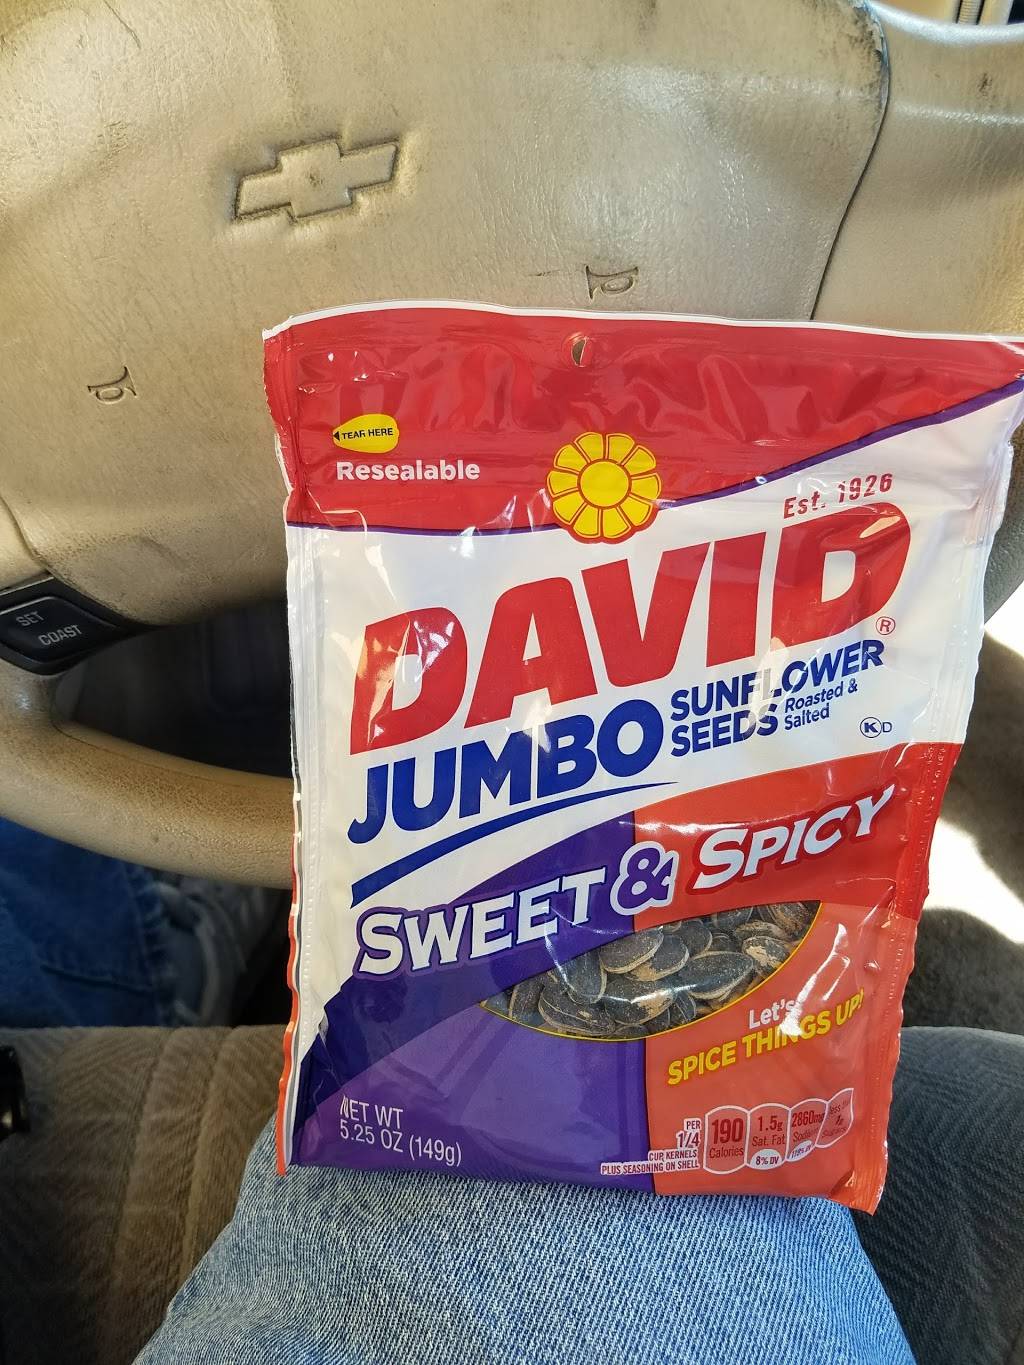 SET
COAST
TEAR HERE
Resealable
Est. 1926
DAVID®
JUMBO
SUNFLOWER
SEEDS
Roasted &
Salted
K D
SWEET & SPICY
Let's
SPICE THINGS UP!
NET WT
5.25 OZ (149g)
PER
1/4
CUP KERNELS
PLUS SEASONING ON SHELL
190
Calories
1.5g
Sat. Fat
8% DV
2860mg